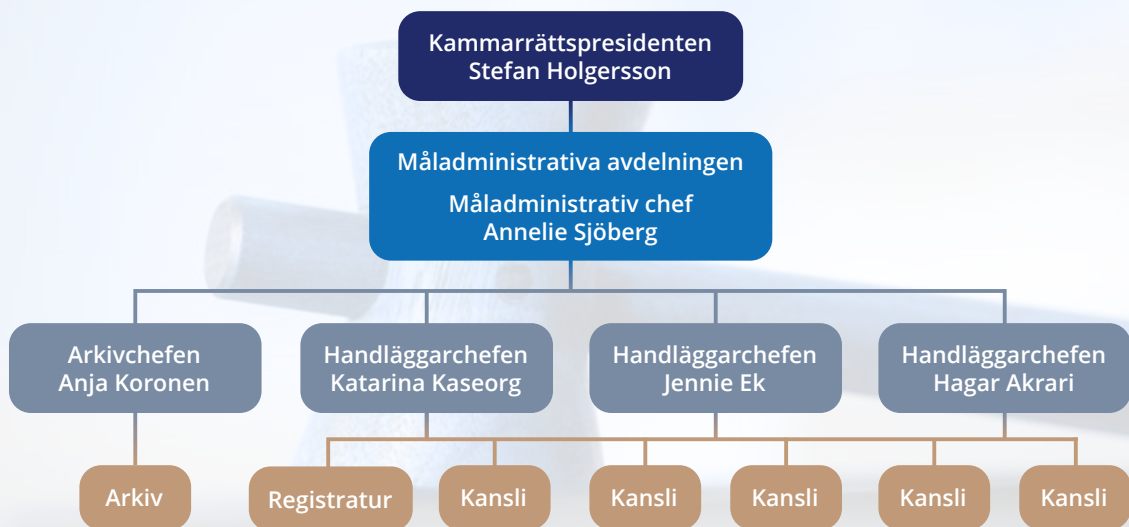 Kammarrättspresidenten
Stefan Holgersson
Måladministrativa avdelningen
Måladministrativ chef
Annelie Sjöberg
Arkivchefen
Anja Koronen
Handläggarchefen
Katarina Kaseorg
Handläggarchefen
Jennie Ek
Handläggarchefen
Hagar Akrari
Arkiv
Registratur
Kansli
Kansli
Kansli
Kansli
Kansli